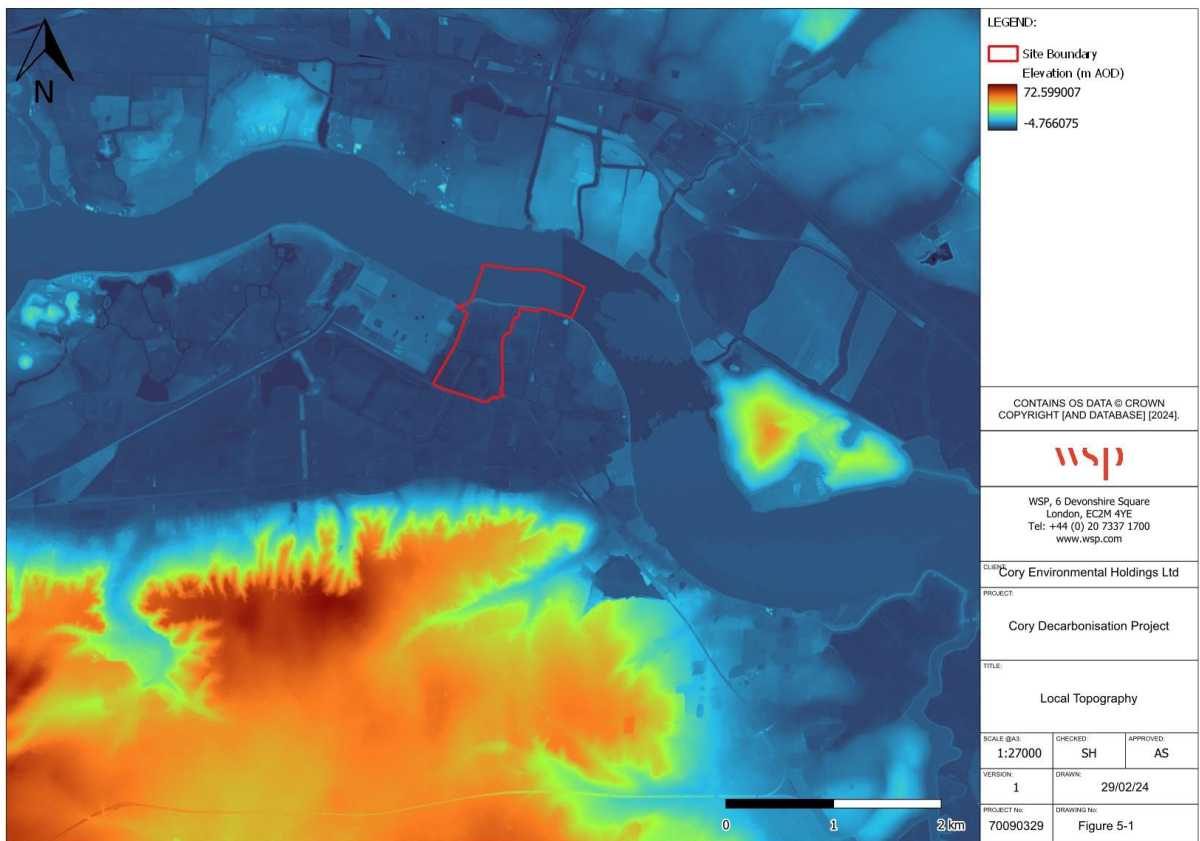 N
LEGEND:
Site Boundary
Elevation (m AOD)
72.599007
-4.766075
CONTAINS OS DATA © CROWN
COPYRIGHT [AND DATABASE] [2024].
wsp
WSP, 6 Devonshire Square
London, EC2M 4YE
Tel: +44 (0) 20 7337 1700
www.wsp.com
CLIENT:
Cory Environmental Holdings Ltd
PROJECT:
Cory Decarbonisation Project
TITLE:
Local Topography
SCALE @A3: CHECKED: APPROVED:
1:27000 SH AS
VERSION: DRAWN:
1 29/02/24
PROJECT No: DRAWING No:
70090329 Figure 5-1
0 1 2 km